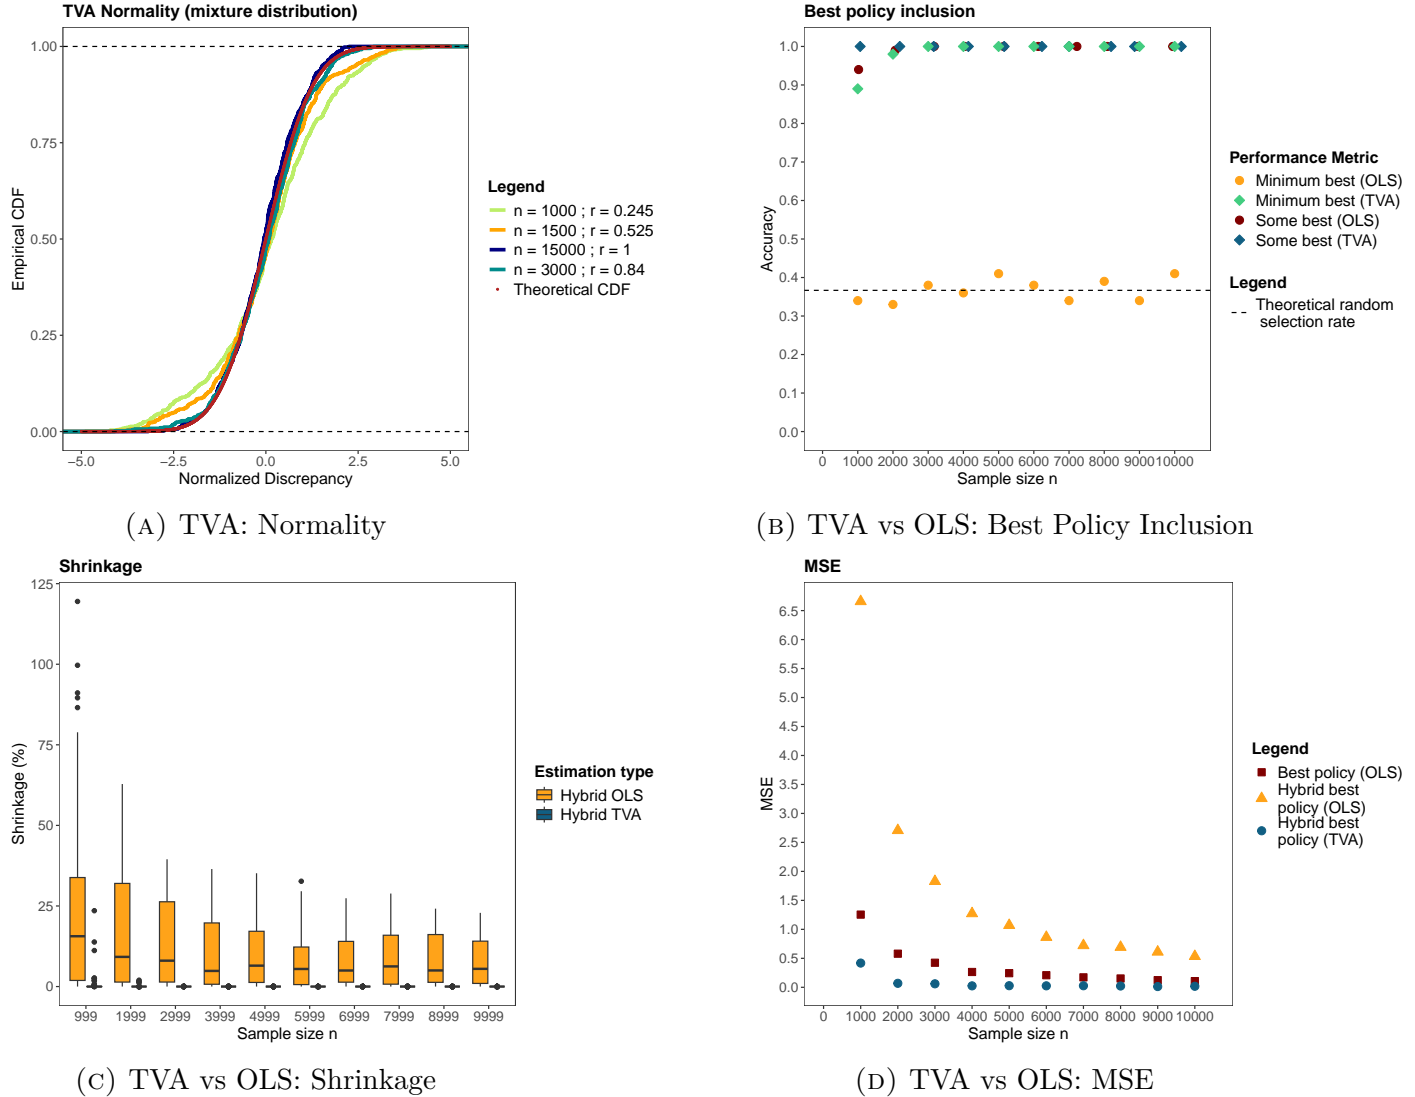 TVA Normality (mixture distribution)
1.00
0.75
0.50
0.25
0.00
Empirical CDF
−5.0 −2.5 0.0 2.5 5.0
Normalized Discrepancy
Legend
n = 1000 ; r = 0.245
n = 1500 ; r = 0.525
n = 15000 ; r = 1
n = 3000 ; r = 0.84
Theoretical CDF
(A) TVA: Normality
Best policy inclusion
1.0
0.9
0.8
0.7
0.6
0.5
0.4
0.3
0.2
0.1
0.0
Accuracy
0 1000 2000 3000 4000 5000 6000 7000 8000 9000 10000
Sample size n
Performance Metric
Minimum best (OLS)
Minimum best (TVA)
Some best (OLS)
Some best (TVA)
Legend
Theoretical random
selection rate
(B) TVA vs OLS: Best Policy Inclusion
Shrinkage
125
100
75
50
25
0
Shrinkage (%)
999 1999 2999 3999 4999 5999 6999 7999 8999 9999
Sample size n
Estimation type
Hybrid OLS
Hybrid TVA
(C) TVA vs OLS: Shrinkage
MSE
6.5
6.0
5.5
5.0
4.5
4.0
3.5
3.0
2.5
2.0
1.5
1.0
0.5
0.0
MSE
0 1000 2000 3000 4000 5000 6000 7000 8000 9000 10000
Sample size n
Legend
Best policy (OLS)
Hybrid best
policy (OLS)
Hybrid best
policy (TVA)
(D) TVA vs OLS: MSE